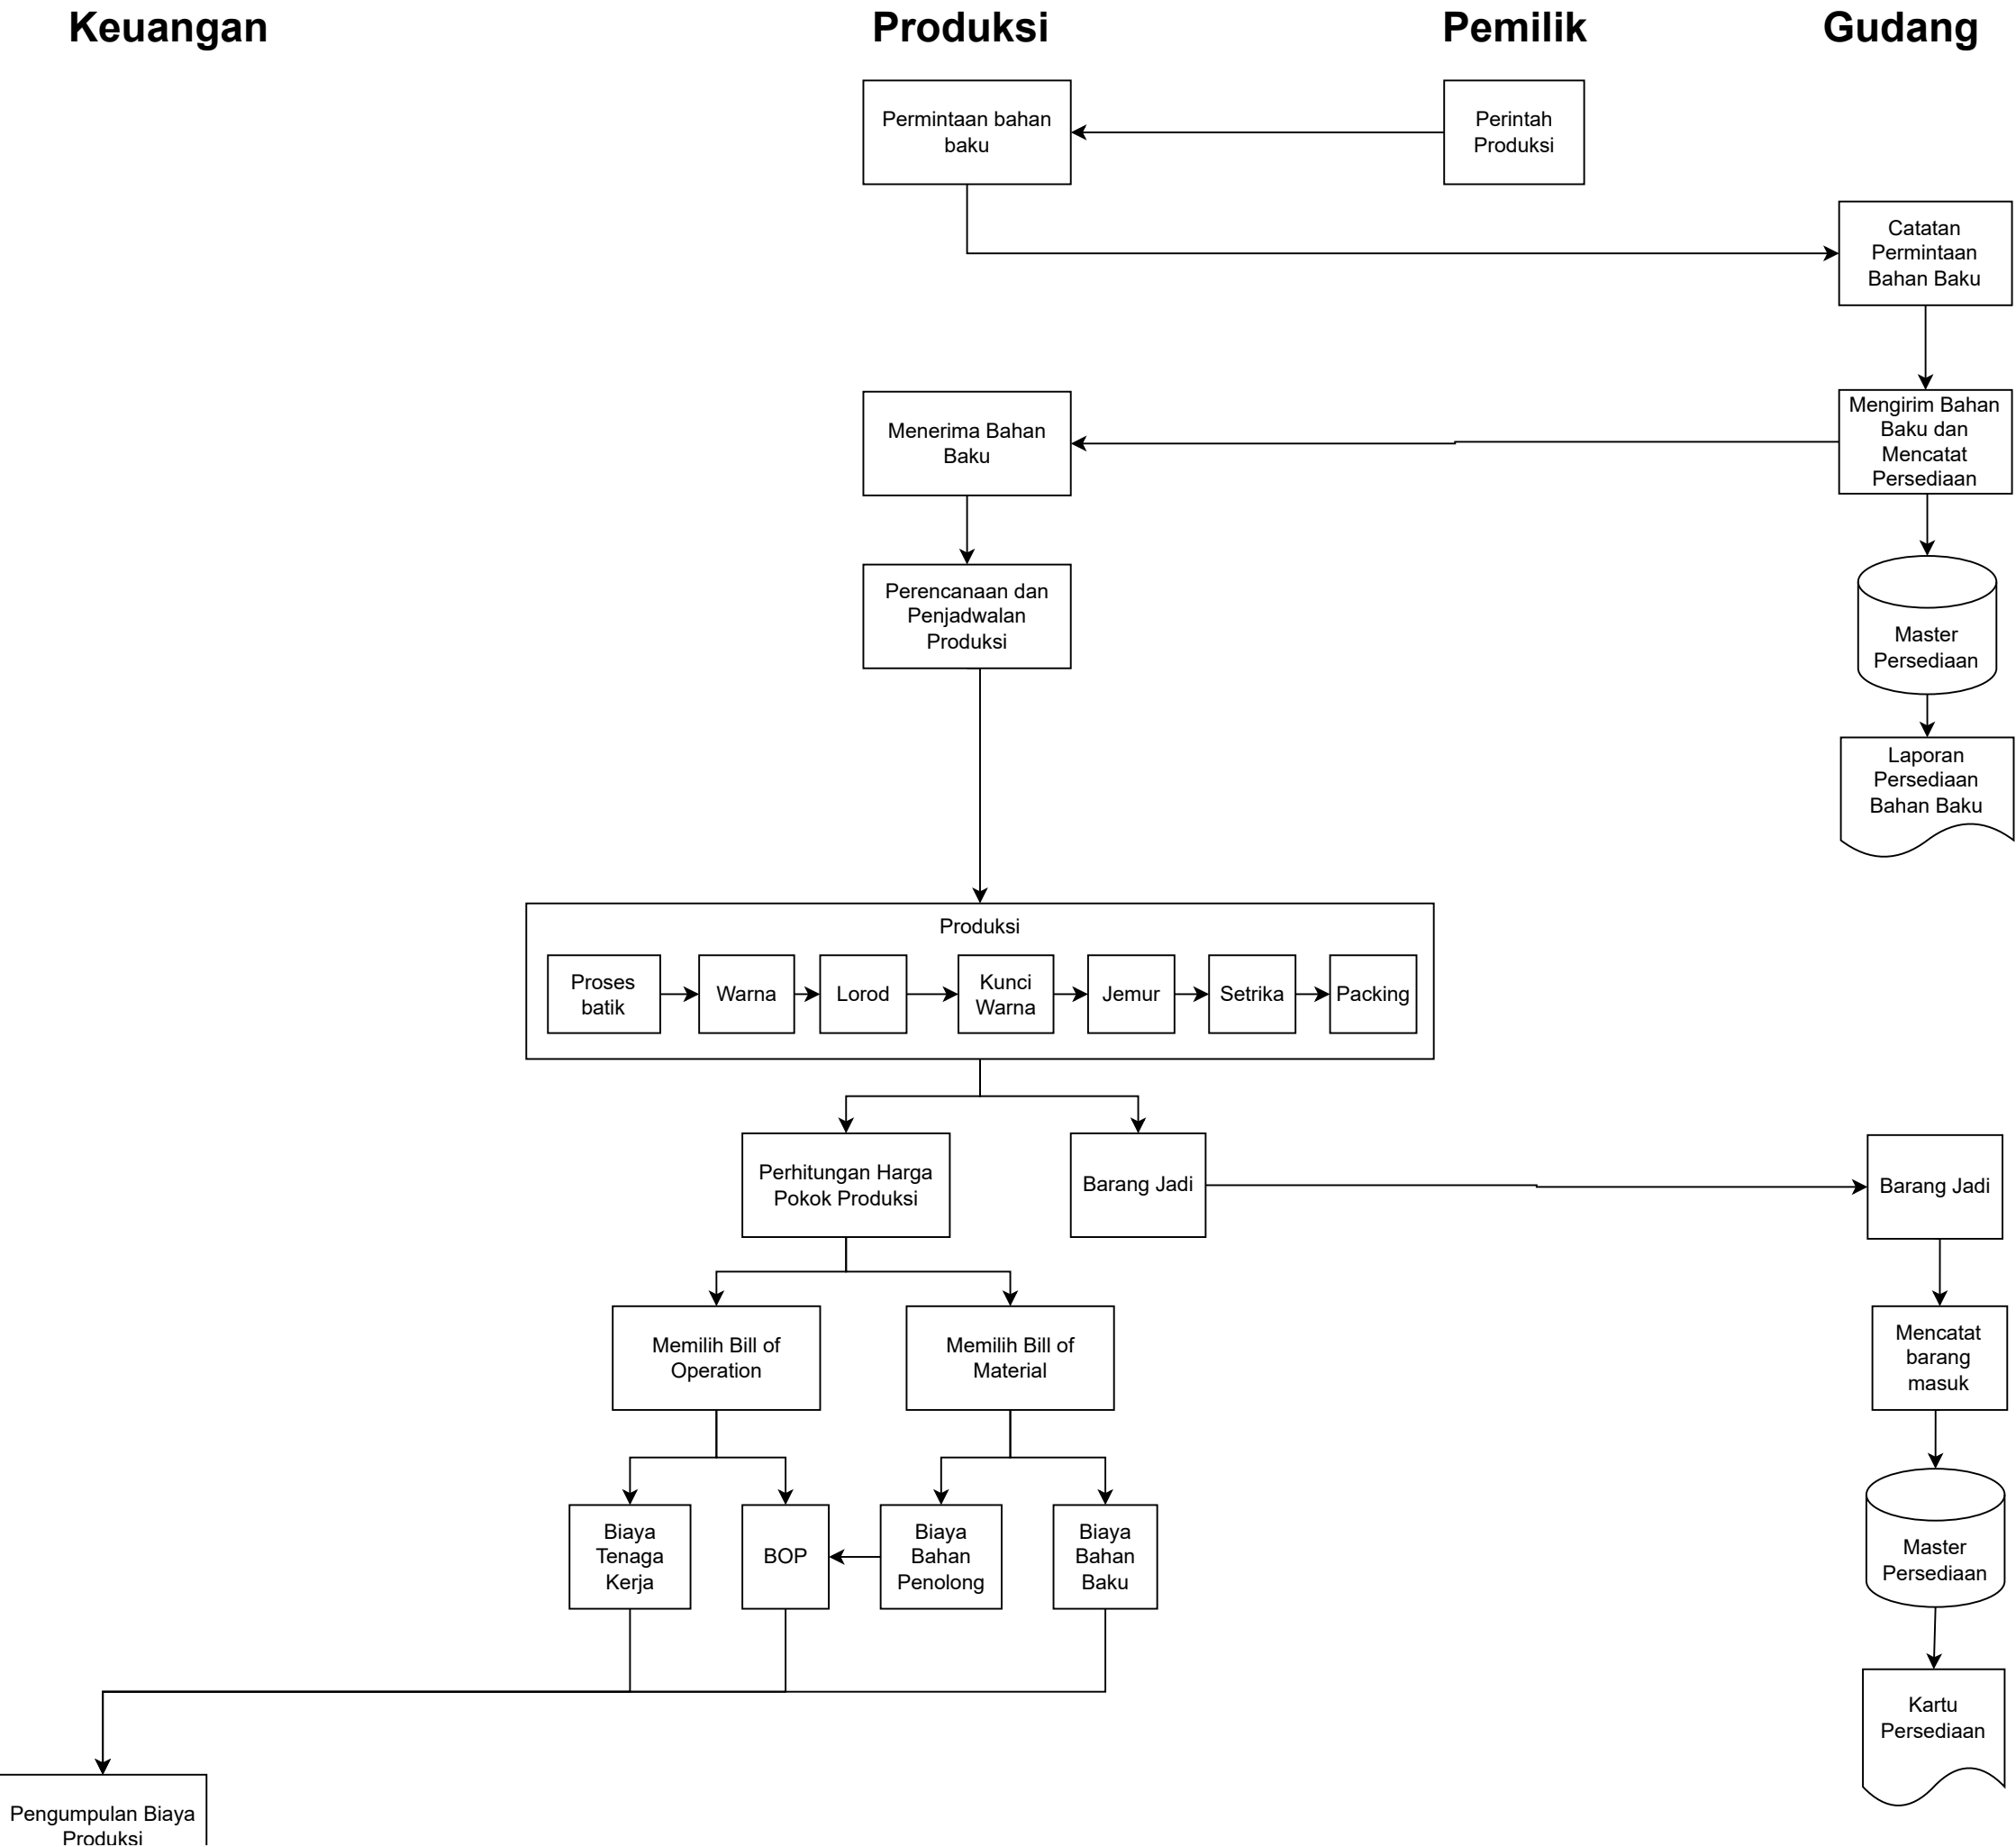 Keuangan
Produksi
Pemilik
Gudang
Permintaan bahan
baku
Perintah
Produksi
Catatan
Permintaan
Bahan Baku
Menerima Bahan
Baku
Mengirim Bahan
Baku dan
Mencatat
Persediaan
Perencanaan dan
Penjadwalan
Produksi
Master
Persediaan
Laporan
Persediaan
Bahan Baku
Produksi
Proses
batik
Warna
Lorod
Kunci
Warna
Jemur
Setrika
Packing
Perhitungan Harga
Pokok Produksi
Barang Jadi
Barang Jadi
Memilih Bill of
Operation
Memilih Bill of
Material
Mencatat
barang
masuk
Biaya
Tenaga
Kerja
BOP
Biaya
Bahan
Penolong
Biaya
Bahan
Baku
Master
Persediaan
Kartu
Persediaan
Pengumpulan Biaya
Produksi